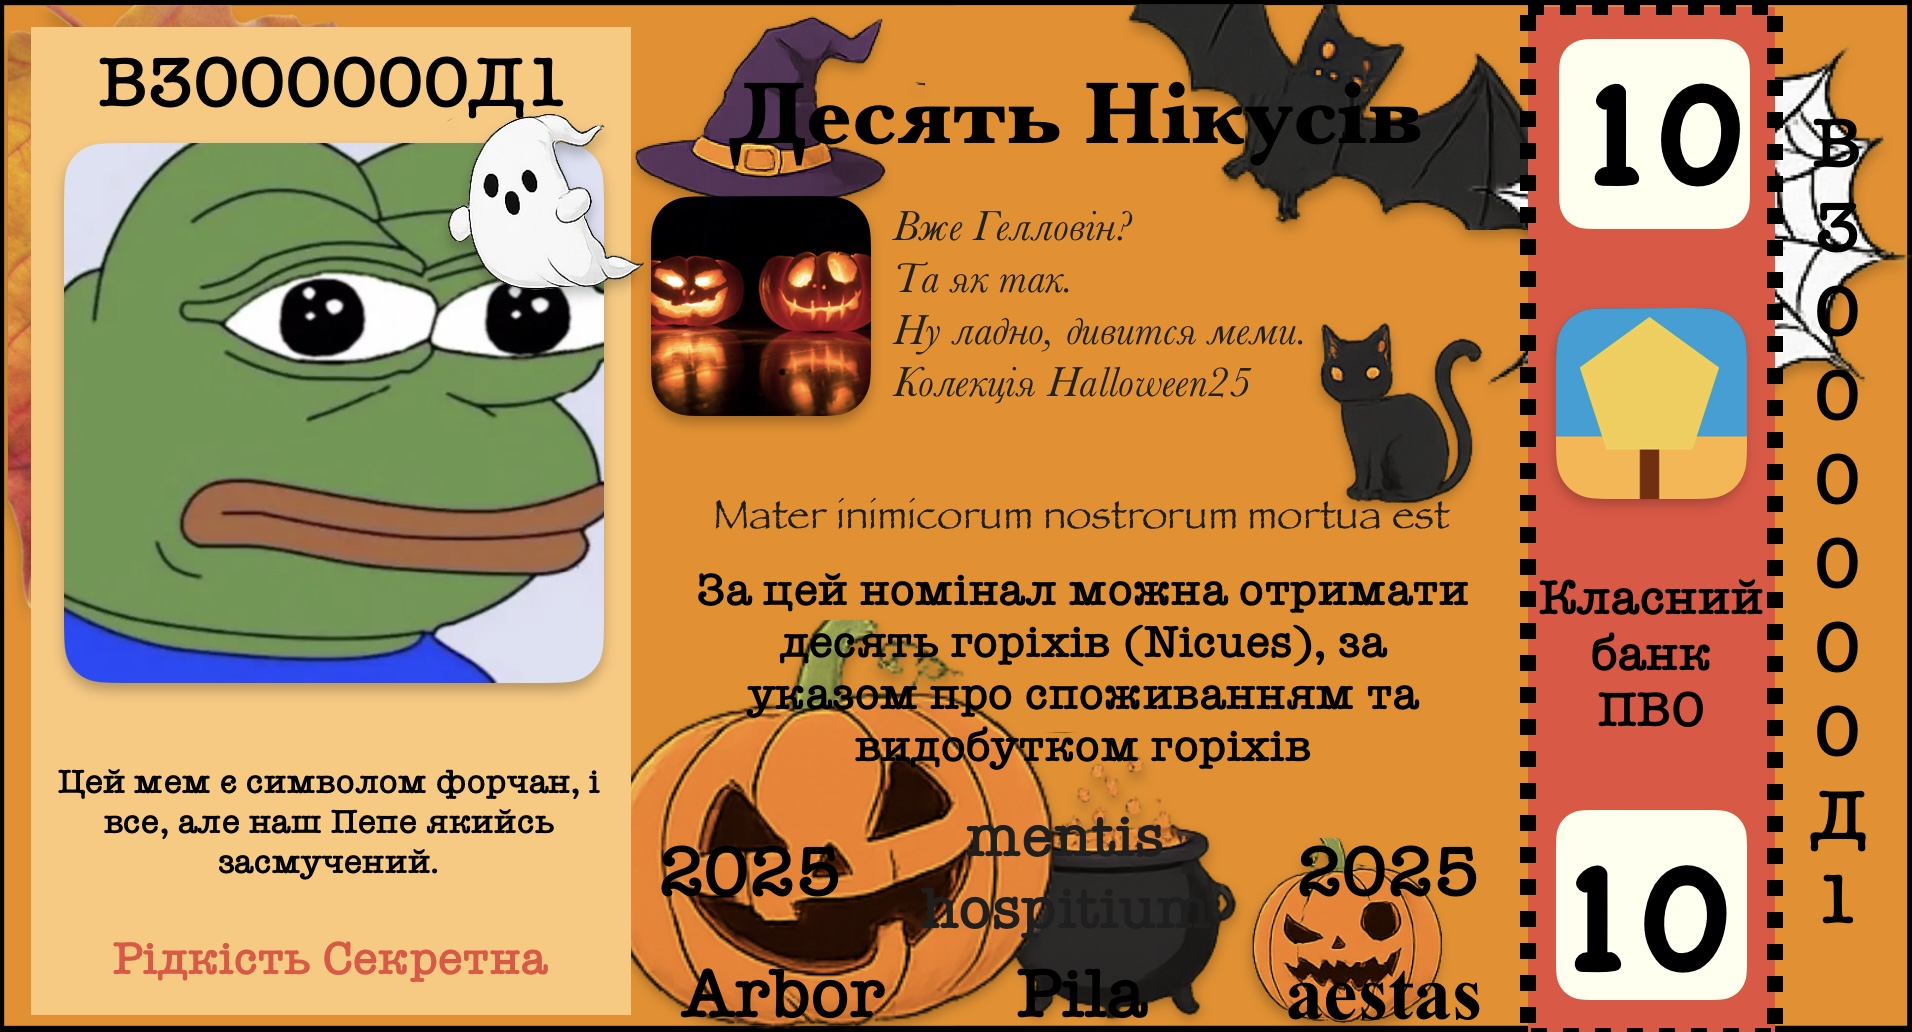 В3000000Д1
Цей мем є символом форчан, і
все, але наш Пепе якийсь
засмучений.
Рідкість Секретна
Десять Нікусів
Вже Гелловін?
Та як так.
Ну ладно, дивится меми.
Колекція Halloween25
Mater inimicorum nostrorum mortua est
За цей номінал можна отримати
десять горіхів (Nicues), за
указом про споживанням та
видобутком горіхів
mentis
hospitium
2025
2025
Arbor
Pila
aestas
10
Класний
банк
ПВО
10
В3000000Д1